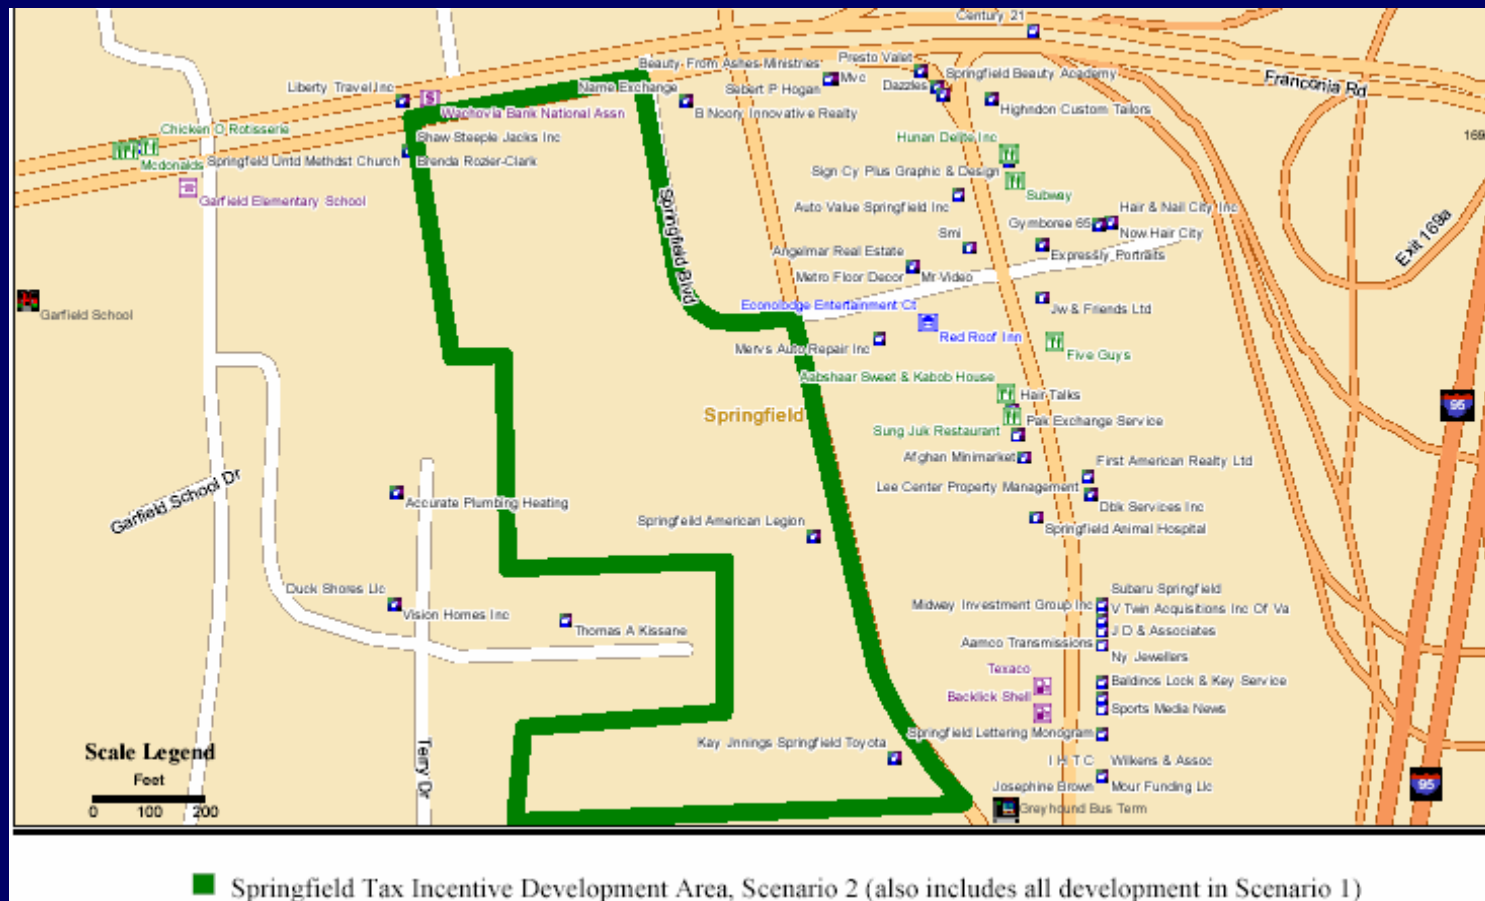 Century 21
Beauty From Ashes Ministries
Presto Valet
Mvc
Springfield Beauty Academy
Franconia Rd
Liberty Travel Inc
Name Exchange
Sebert P Hogan
Dazzles
Wachovia Bank National Assn
B Noory Innovative Realty
Highndon Custom Tailors
Chicken O Rotisserie
Shaw Steeple Jacks Inc
Hunan Delite Inc
169
Mcdonalds
Springfield Untd Methdst Church
Brenda Rozier-Clark
Sign Cy Plus Graphic & Design
Garfield Elementary School
Springfield Blvd
Subway
Auto Value Springfield Inc
Hair & Nail City Inc
Gymboree 65
Smi
Now Hair City
Exit 169a
Angelmar Real Estate
Expressly Portraits
Metro Floor Decor
Mr Video
Econolodge Entertainment Ct
Jw & Friends Ltd
Garfield School
Red Roof Inn
Mervs Auto Repair Inc
Five Guys
Aabshaar Sweet & Kabob House
Hair Talks
95
Springfield
Pak Exchange Service
Sung Juk Restaurant
Afghan Minimarket
First American Realty Ltd
Garfield School Dr
Lee Center Property Management
Accurate Plumbing Heating
Dbk Services Inc
Springfeild American Legion
Springfield Animal Hospital
Duck Shores Llc
Subaru Springfield
Vision Homes Inc
Midway Investment Group Inc
V Twin Acquisitions Inc Of Va
Thomas A Kissane
J D & Associates
Aamco Transmissions
Ny Jewellers
Texaco
Baldinos Lock & Key Service
Backlick Shell
Sports Media News
Springfield Lettering Monogram
Kay Jnnings Springfield Toyota
Scale Legend
Terry Dr
I H T C
Wilkens & Assoc
Feet
Josephine Brown
Mour Funding Llc
95
0 100 200
Greyhound Bus Term
Springfield Tax Incentive Development Area, Scenario 2 (also includes all development in Scenario 1)